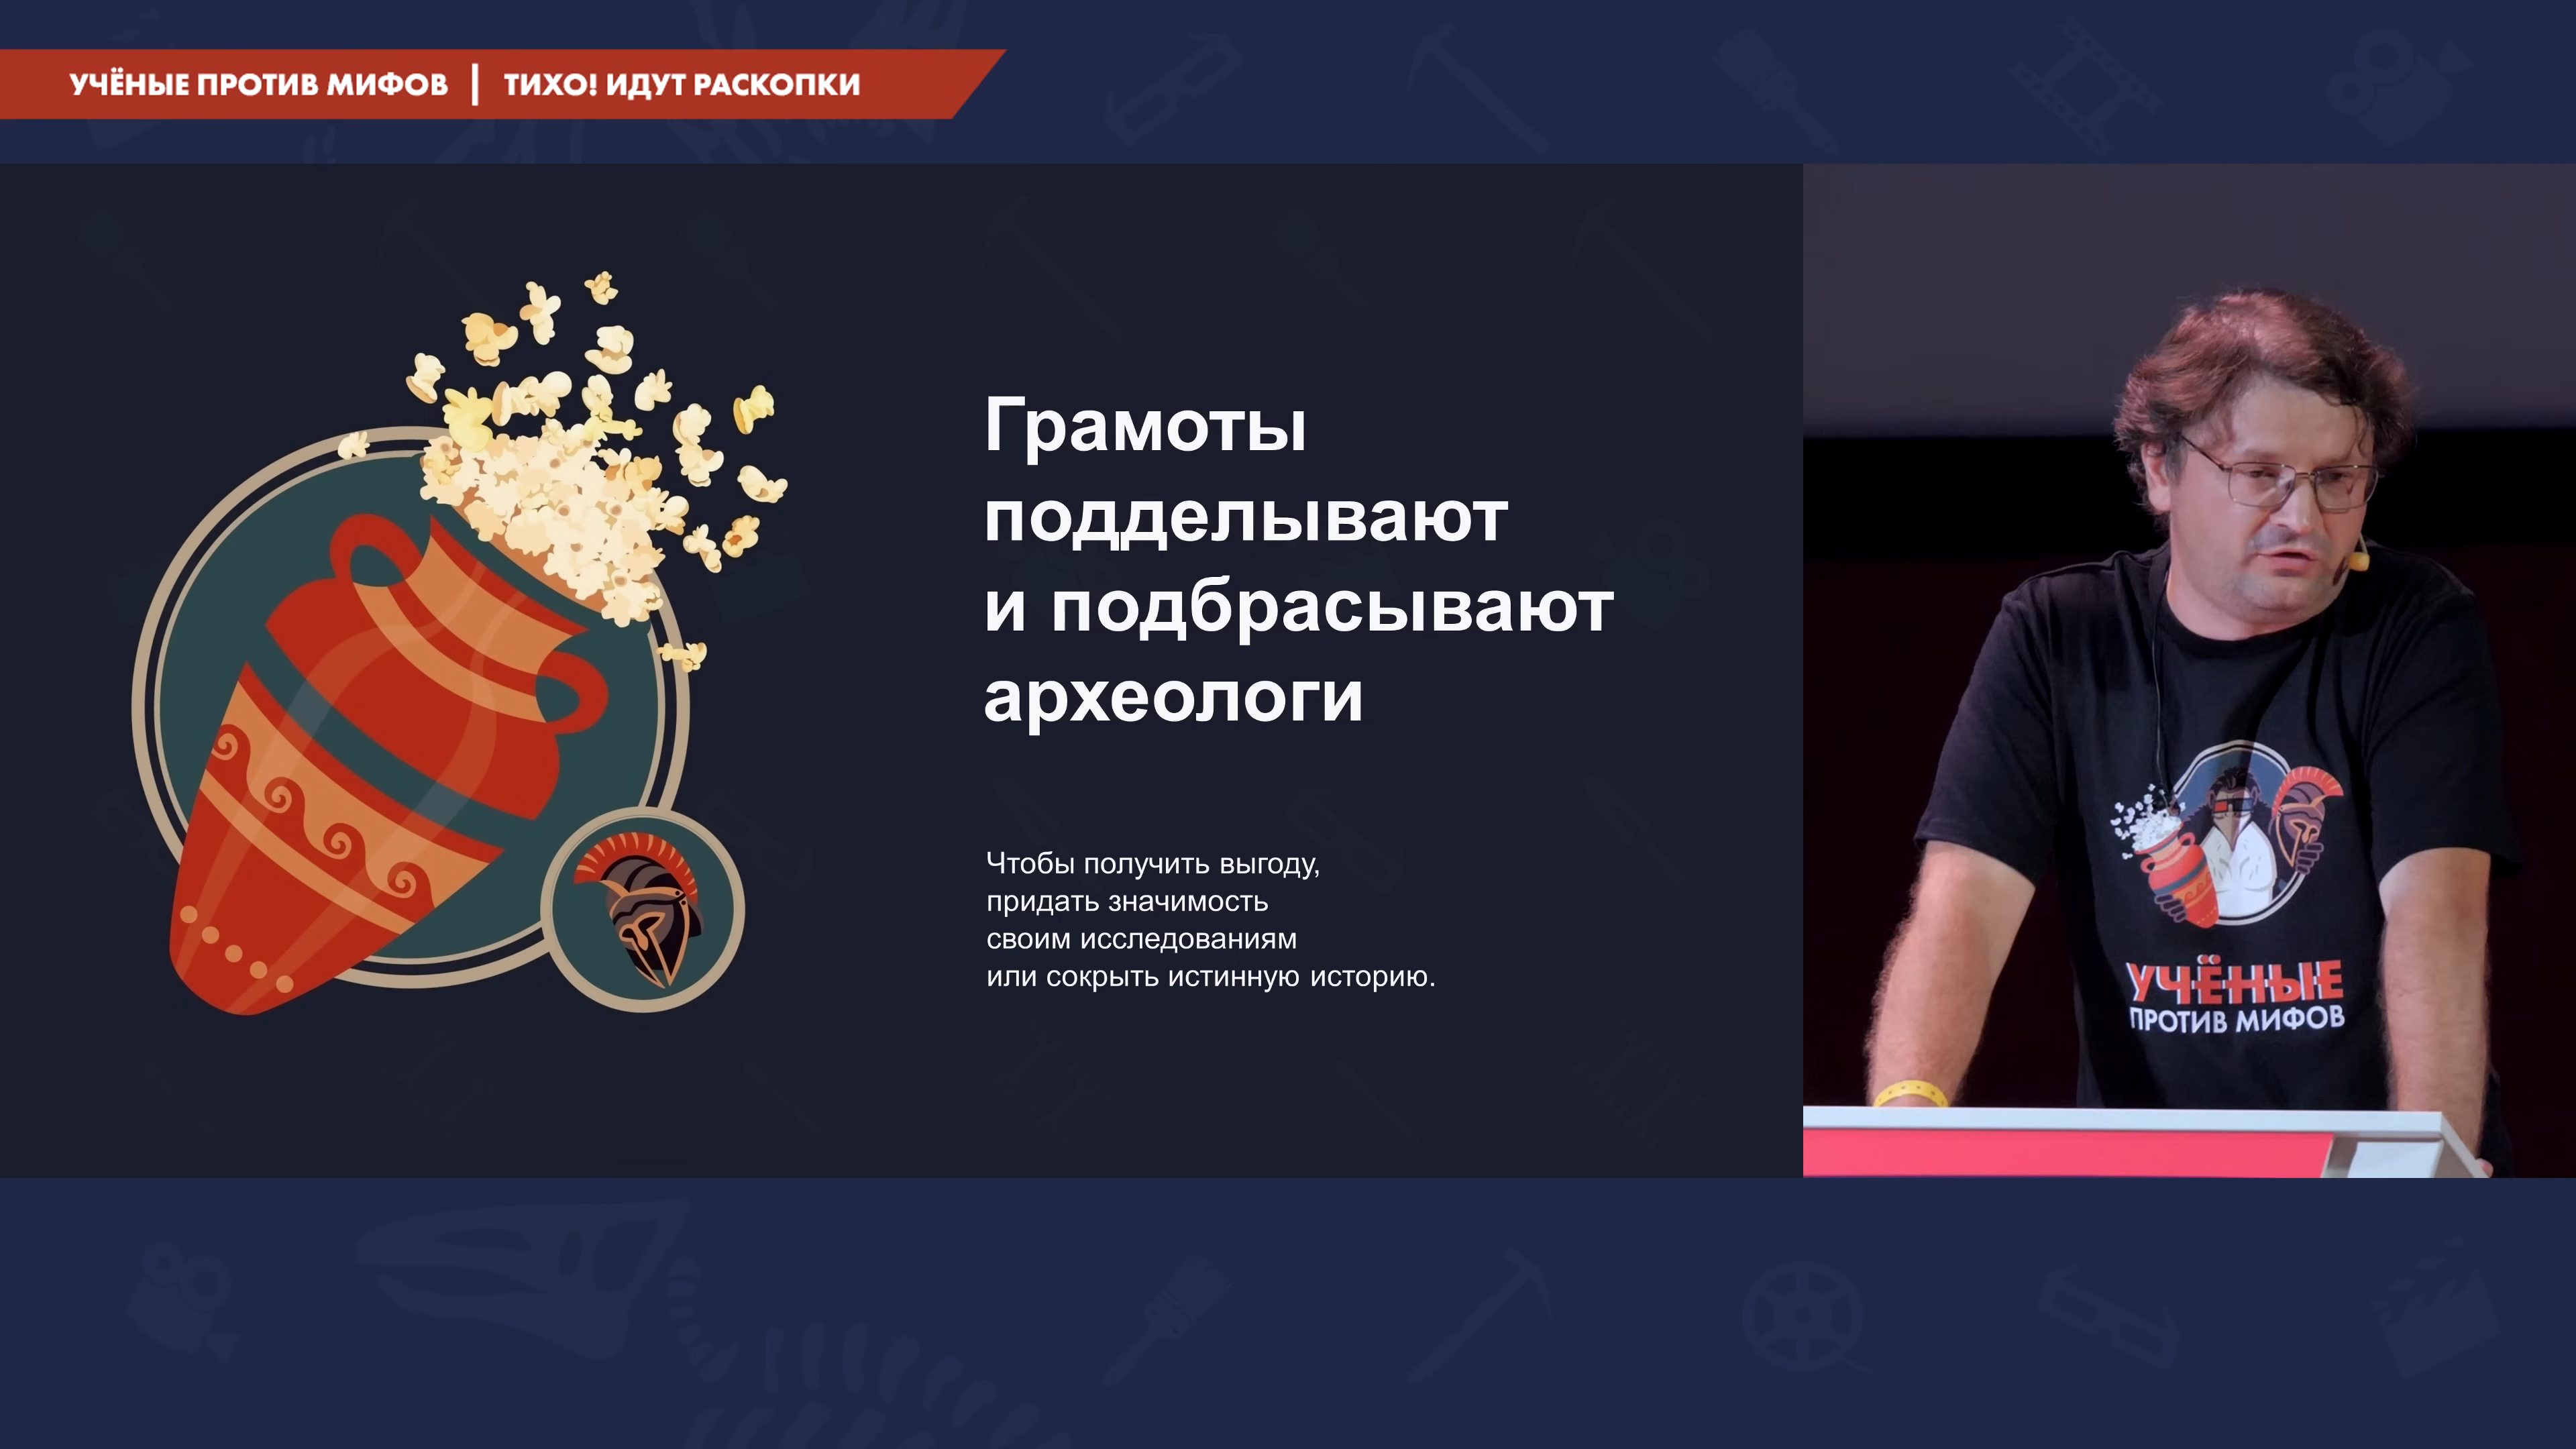 УЧЁНЫЕ ПРОТИВ МИФОВ | ТИХО! ИДУТ РАСКОПКИ
Грамоты
подделывают
и подбрасывают
археологи
Чтобы получить выгоду,
придать значимость
своим исследованиям
или сокрыть истинную историю.
УЧЁНЫЕ
ПРОТИВ МИФОВ